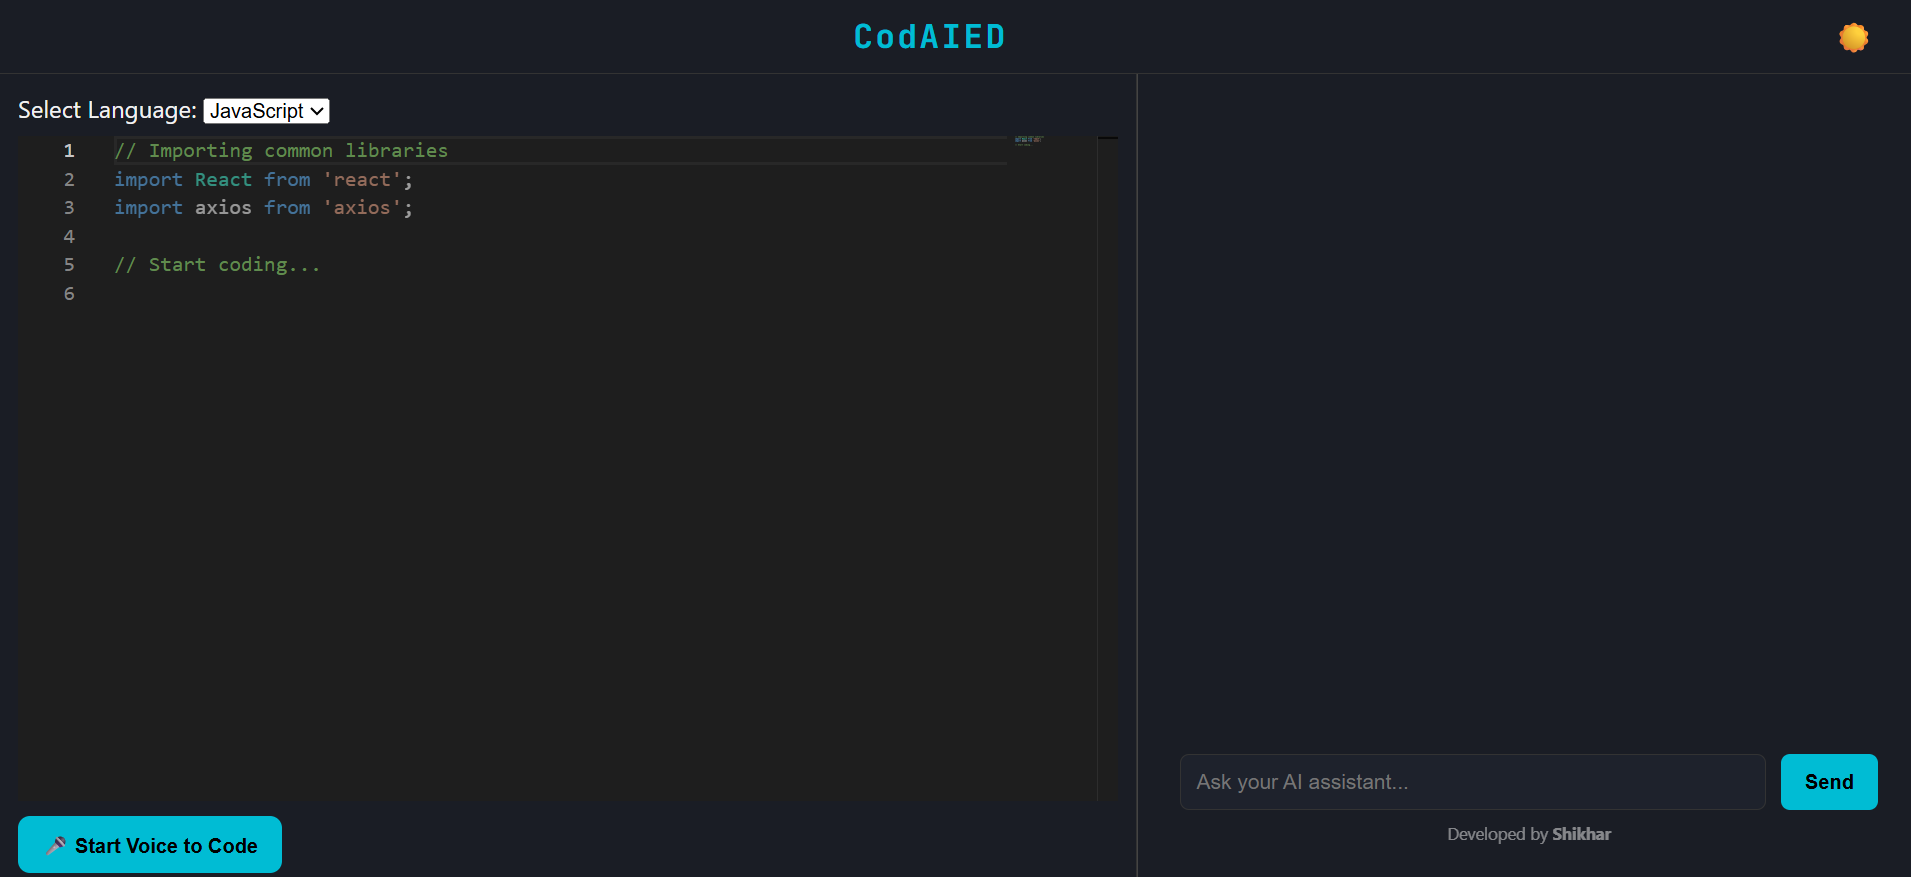 CodAIED
Select Language: JavaScript
1 // Importing common libraries
2 import React from 'react';
3 import axios from 'axios';
4
5 // Start coding...
6
Start Voice to Code
Ask your AI assistant...
Send
Developed by Shikhar